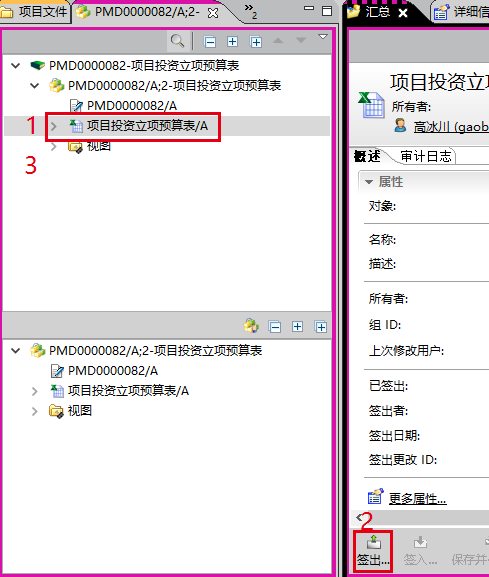 项目文件
PMD0000082/A;2-
»2
汇总
详细信
PMD0000082-项目投资立项预算表
PMD0000082/A;2-项目投资立项预算表
PMD0000082/A
1
项目投资立项预算表/A
3
视图
PMD0000082/A;2-项目投资立项预算表
PMD0000082/A
项目投资立项预算表/A
视图
项目投资立
所有者:
高冰川 (gaob
概述
审计日志
属性
对象:
名称:
描述:
所有者:
组 ID:
上次修改用户:
已签出:
签出者:
签出日期:
签出更改 ID:
更多属性...
2
签出...
签入...
保存并